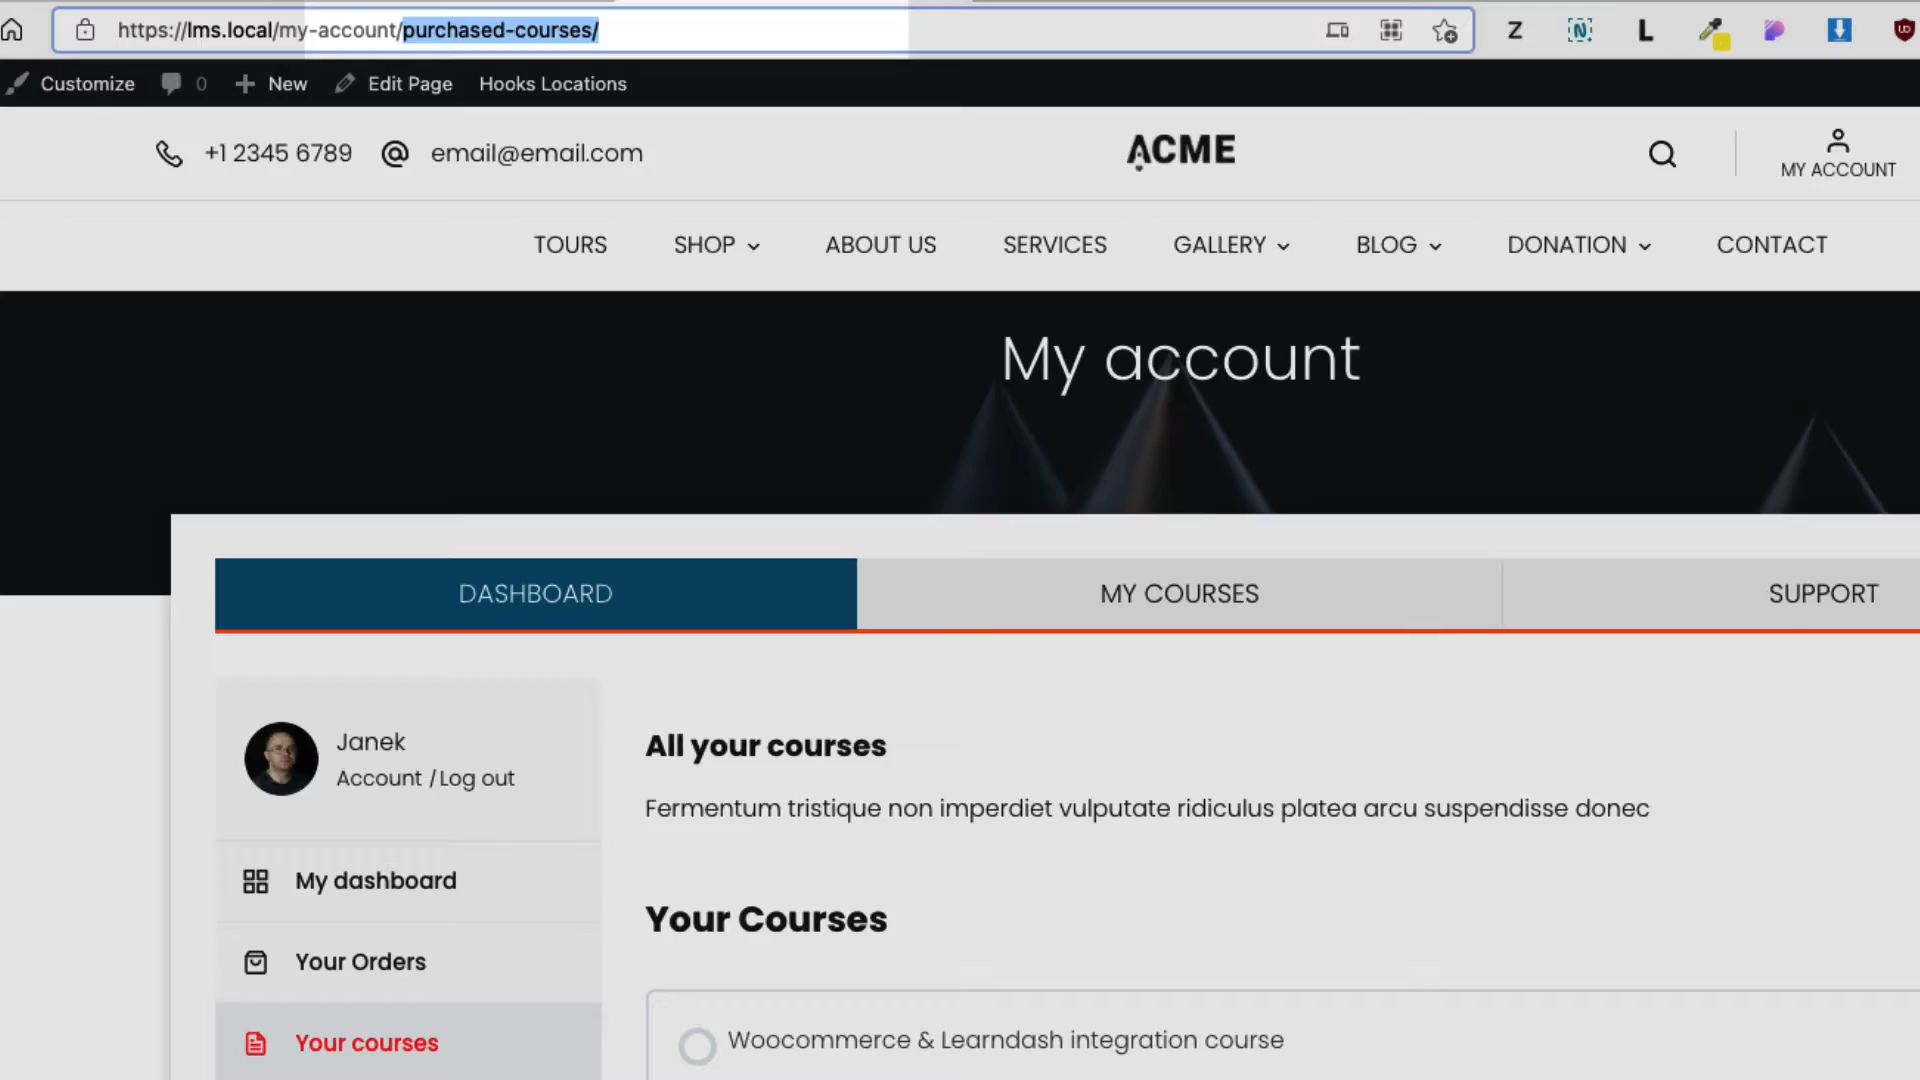 https://lms.local/my-account/purchased-courses/
Z N L
Customize 0 New Edit Page Hooks Locations
+1 2345 6789 email@email.com ACME MY ACCOUNT
TOURS SHOP ABOUT US SERVICES GALLERY BLOG DONATION CONTACT
My account
DASHBOARD MY COURSES SUPPORT
Janek
Account /Log out
All your courses
Fermentum tristique non imperdiet vulputate ridiculus platea arcu suspendisse donec
My dashboard
Your Courses
Your Orders
Woocommerce & Learndash integration course
Your courses